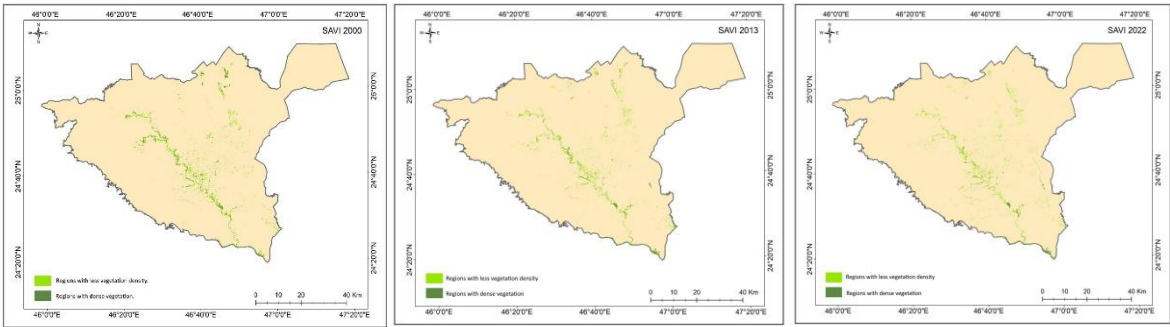 46°0'0"E 46°20'0"E 46°40'0"E 47°0'0"E 47°20'0"E
SAVI 2000
N
W E
S
25°0'0"N
24°40'0"N
24°20'0"N
Regions with less vegetation density.
Regions with dense vegetation.
0 10 20 40 Km
46°0'0"E 46°20'0"E 46°40'0"E 47°0'0"E 47°20'0"E
46°0'0"E 46°20'0"E 46°40'0"E 47°0'0"E 47°20'0"E
SAVI 2013
N
W E
S
25°0'0"N
24°40'0"N
24°20'0"N
Regions with less vegetation density
Regions with dense vegetation
0 10 20 40 Km
46°0'0"E 46°20'0"E 46°40'0"E 47°0'0"E 47°20'0"E
46°0'0"E 46°20'0"E 46°40'0"E 47°0'0"E 47°20'0"E
SAVI 2022
N
W E
S
25°0'0"N
24°40'0"N
24°20'0"N
Regions with less vegetation density
Regions with dense vegetation
0 10 20 40 Km
46°0'0"E 46°20'0"E 46°40'0"E 47°0'0"E 47°20'0"E